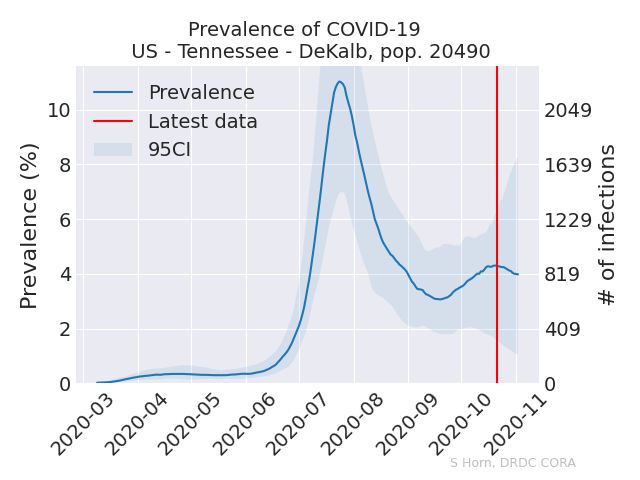 Prevalence of COVID-19
US - Tennessee - DeKalb, pop. 20490
Prevalence
Latest data
95CI
Prevalence (%)
10
8
6
4
2
0
2049
1639
1229
819
409
0
# of infections
2020-03
2020-04
2020-05
2020-06
2020-07
2020-08
2020-09
2020-10
2020-11
S Horn, DRDC CORA